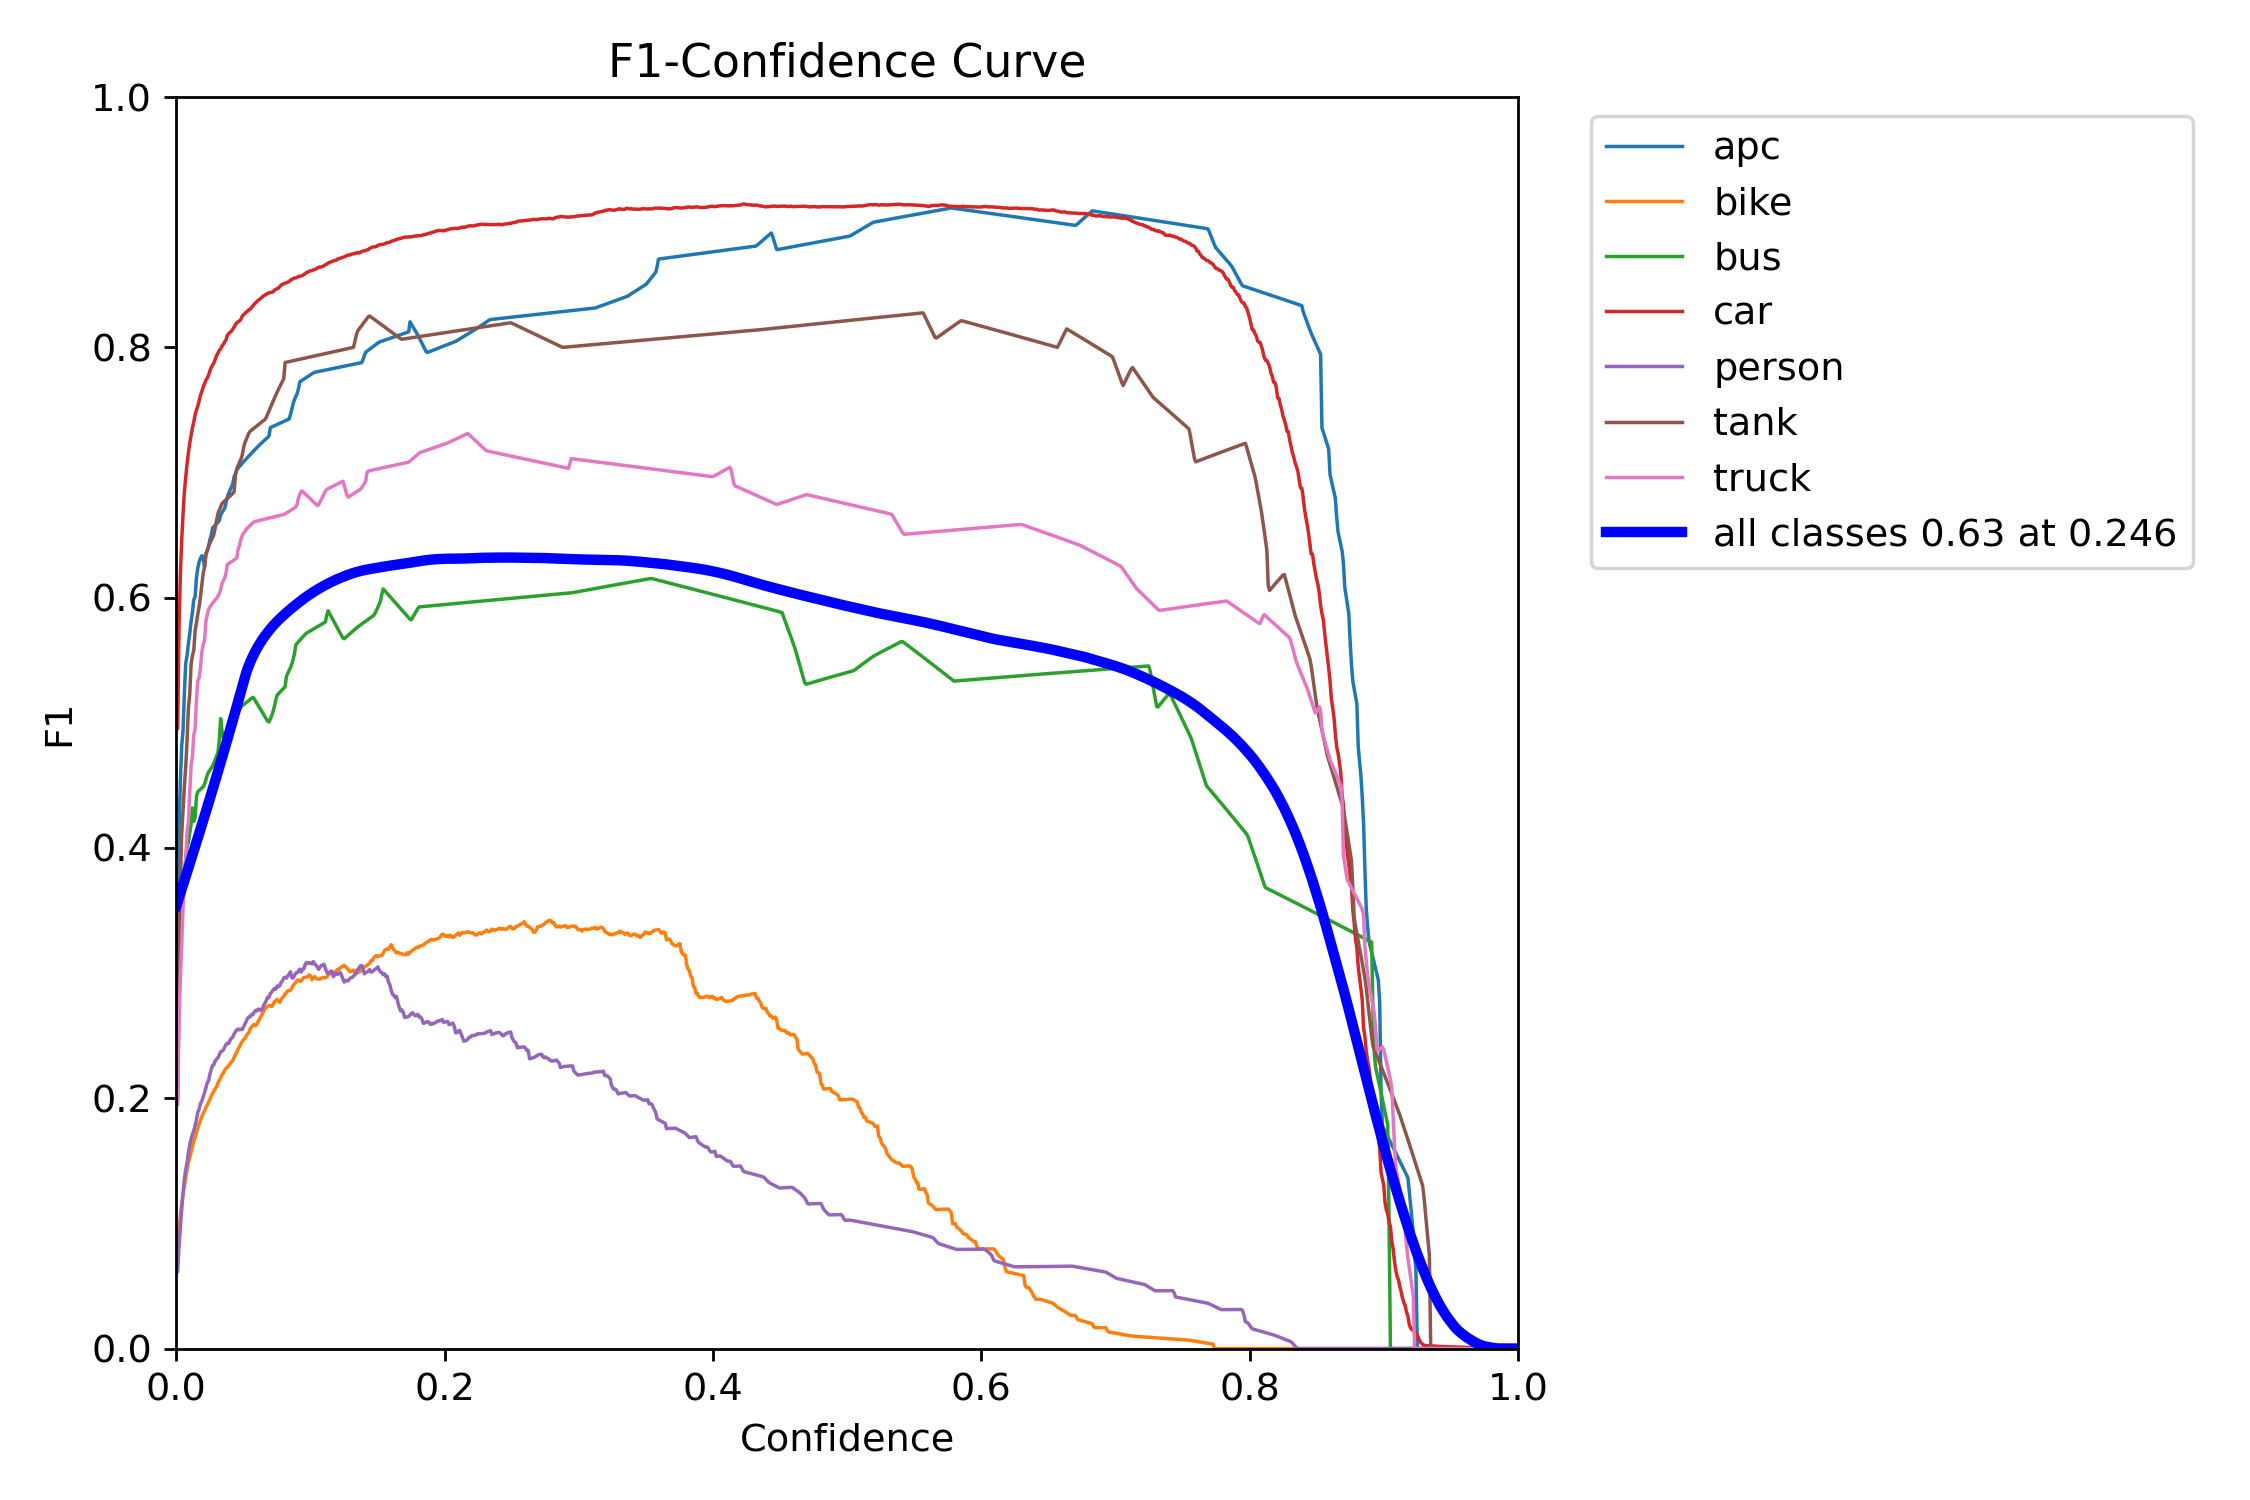 F1-Confidence Curve
1.0
0.8
0.6
0.4
0.2
0.0
F1
0.0 0.2 0.4 0.6 0.8 1.0
Confidence
apc
bike
bus
car
person
tank
truck
all classes 0.63 at 0.246